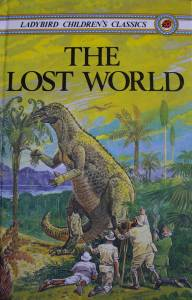 LADYBIRD CHILDREN'S CLASSICS
THE
LOST WORLD